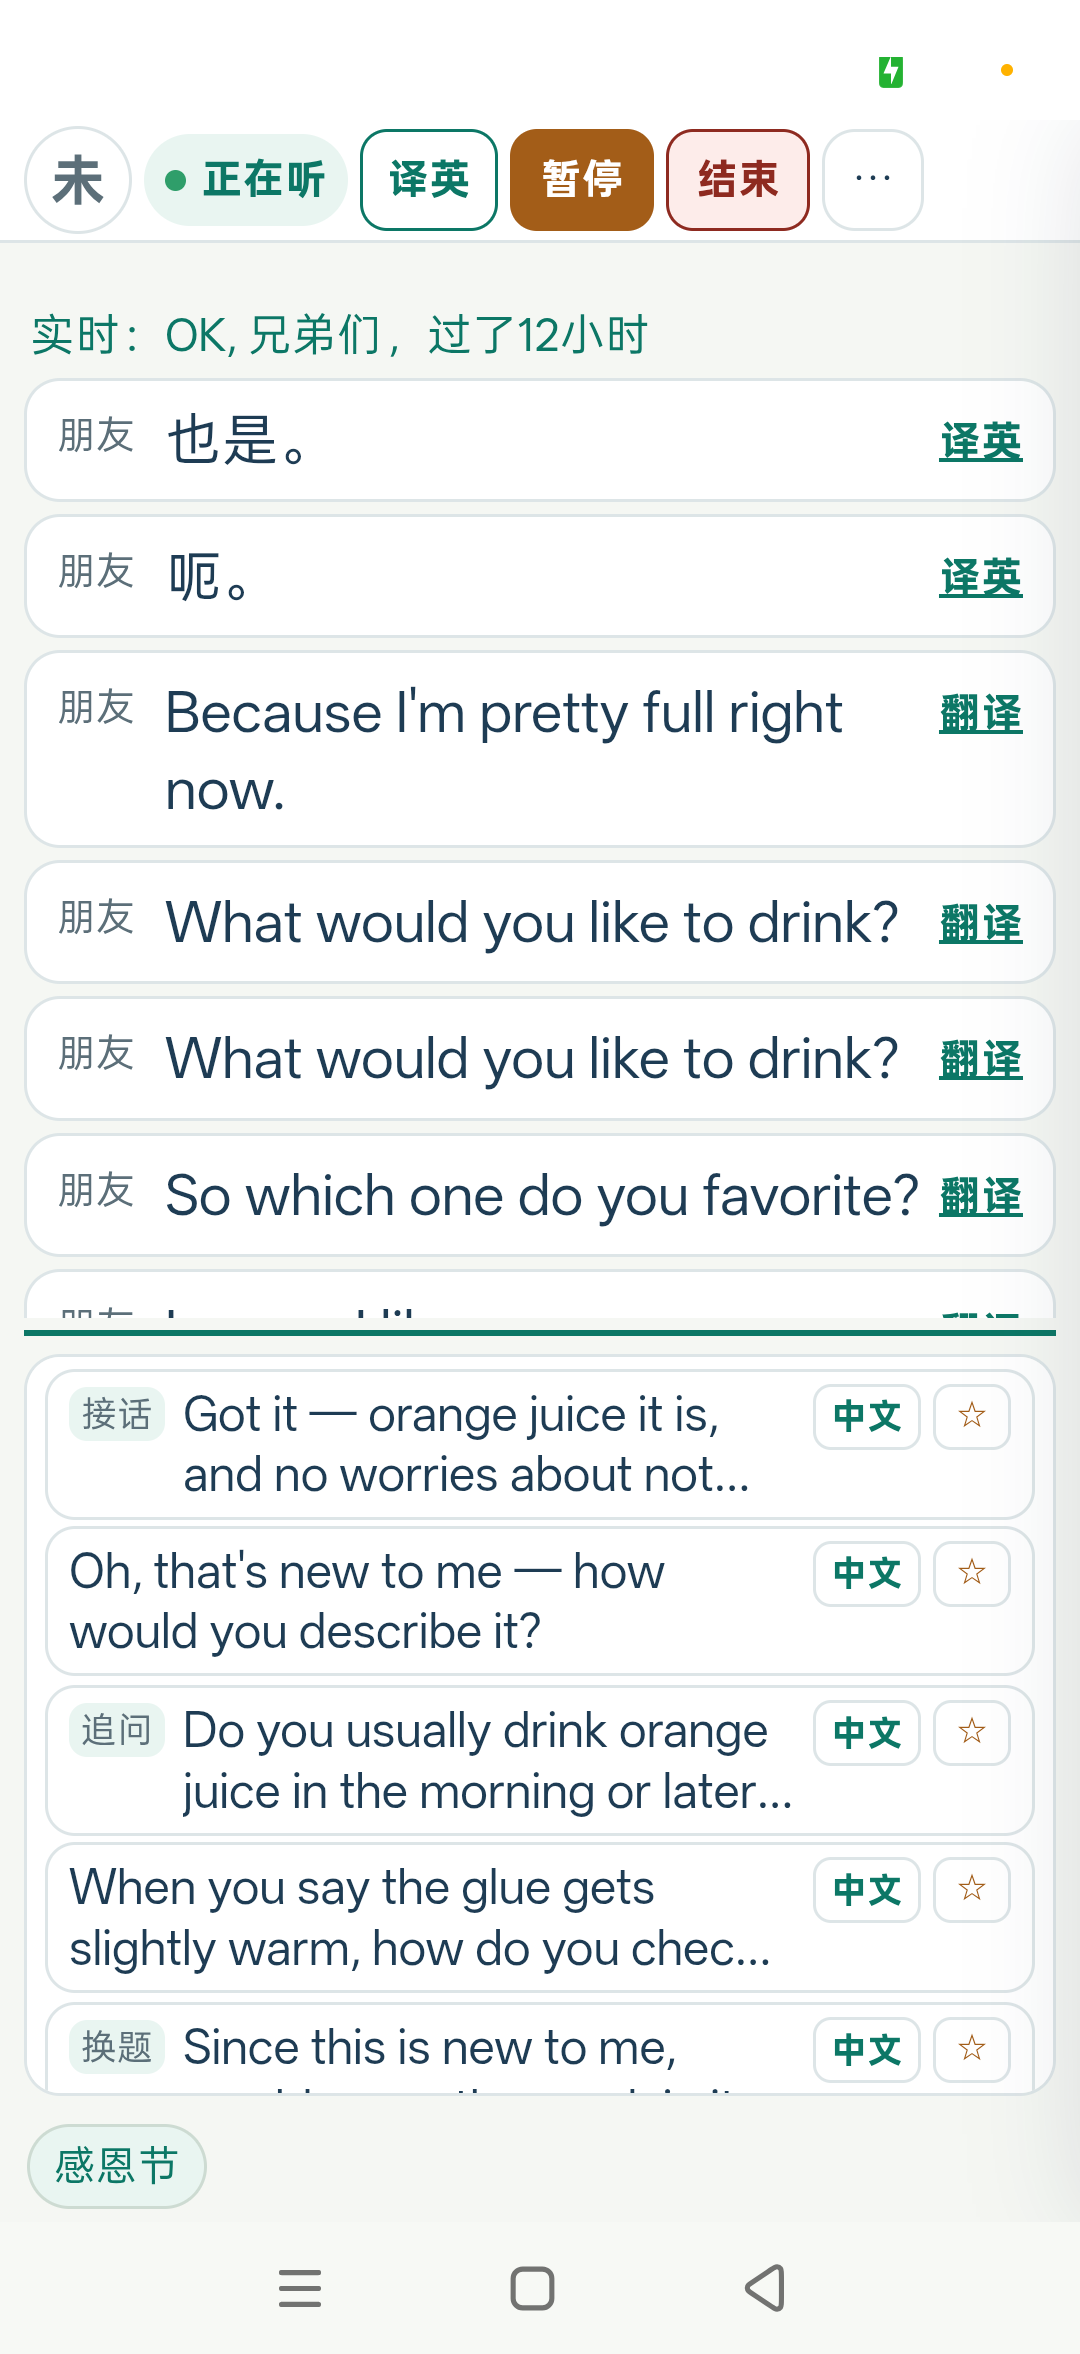 未 正在听 译英 暂停 结束 ...
实时：OK, 兄弟们，过了12小时
朋友 也是。 译英
朋友 呃。 译英
朋友 Because I'm pretty full right 翻译
now.
朋友 What would you like to drink? 翻译
朋友 What would you like to drink? 翻译
朋友 So which one do you favorite? 翻译
接话 Got it — orange juice it is, 中文 ☆
and no worries about not...
Oh, that's new to me — how 中文 ☆
would you describe it?
追问 Do you usually drink orange 中文 ☆
juice in the morning or later...
When you say the glue gets 中文 ☆
slightly warm, how do you chec...
换题 Since this is new to me, 中文 ☆
感恩节